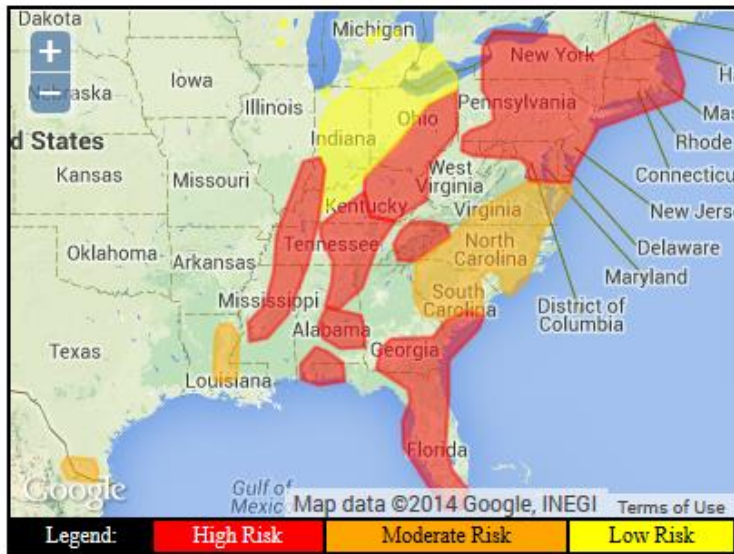 Dakota
Michigan
+
−
New York
Iowa
Nebraska
Ha
Illinois
Pennsylvania
Ohio
Mas
d States
Indiana
Rhode
Kansas
Missouri
West
Virginia
Connecticu
Kentucky
Virginia
New Jerse
Tennessee
North
Carolina
Oklahoma
Arkansas
Delaware
Maryland
Mississippi
South
Carolina
District of
Columbia
Alabama
Georgia
Texas
Louisiana
Florida
Google
Gulf of
Mexic
Map data ©2014 Google, INEGI
Terms of Use
Legend: High Risk Moderate Risk Low Risk